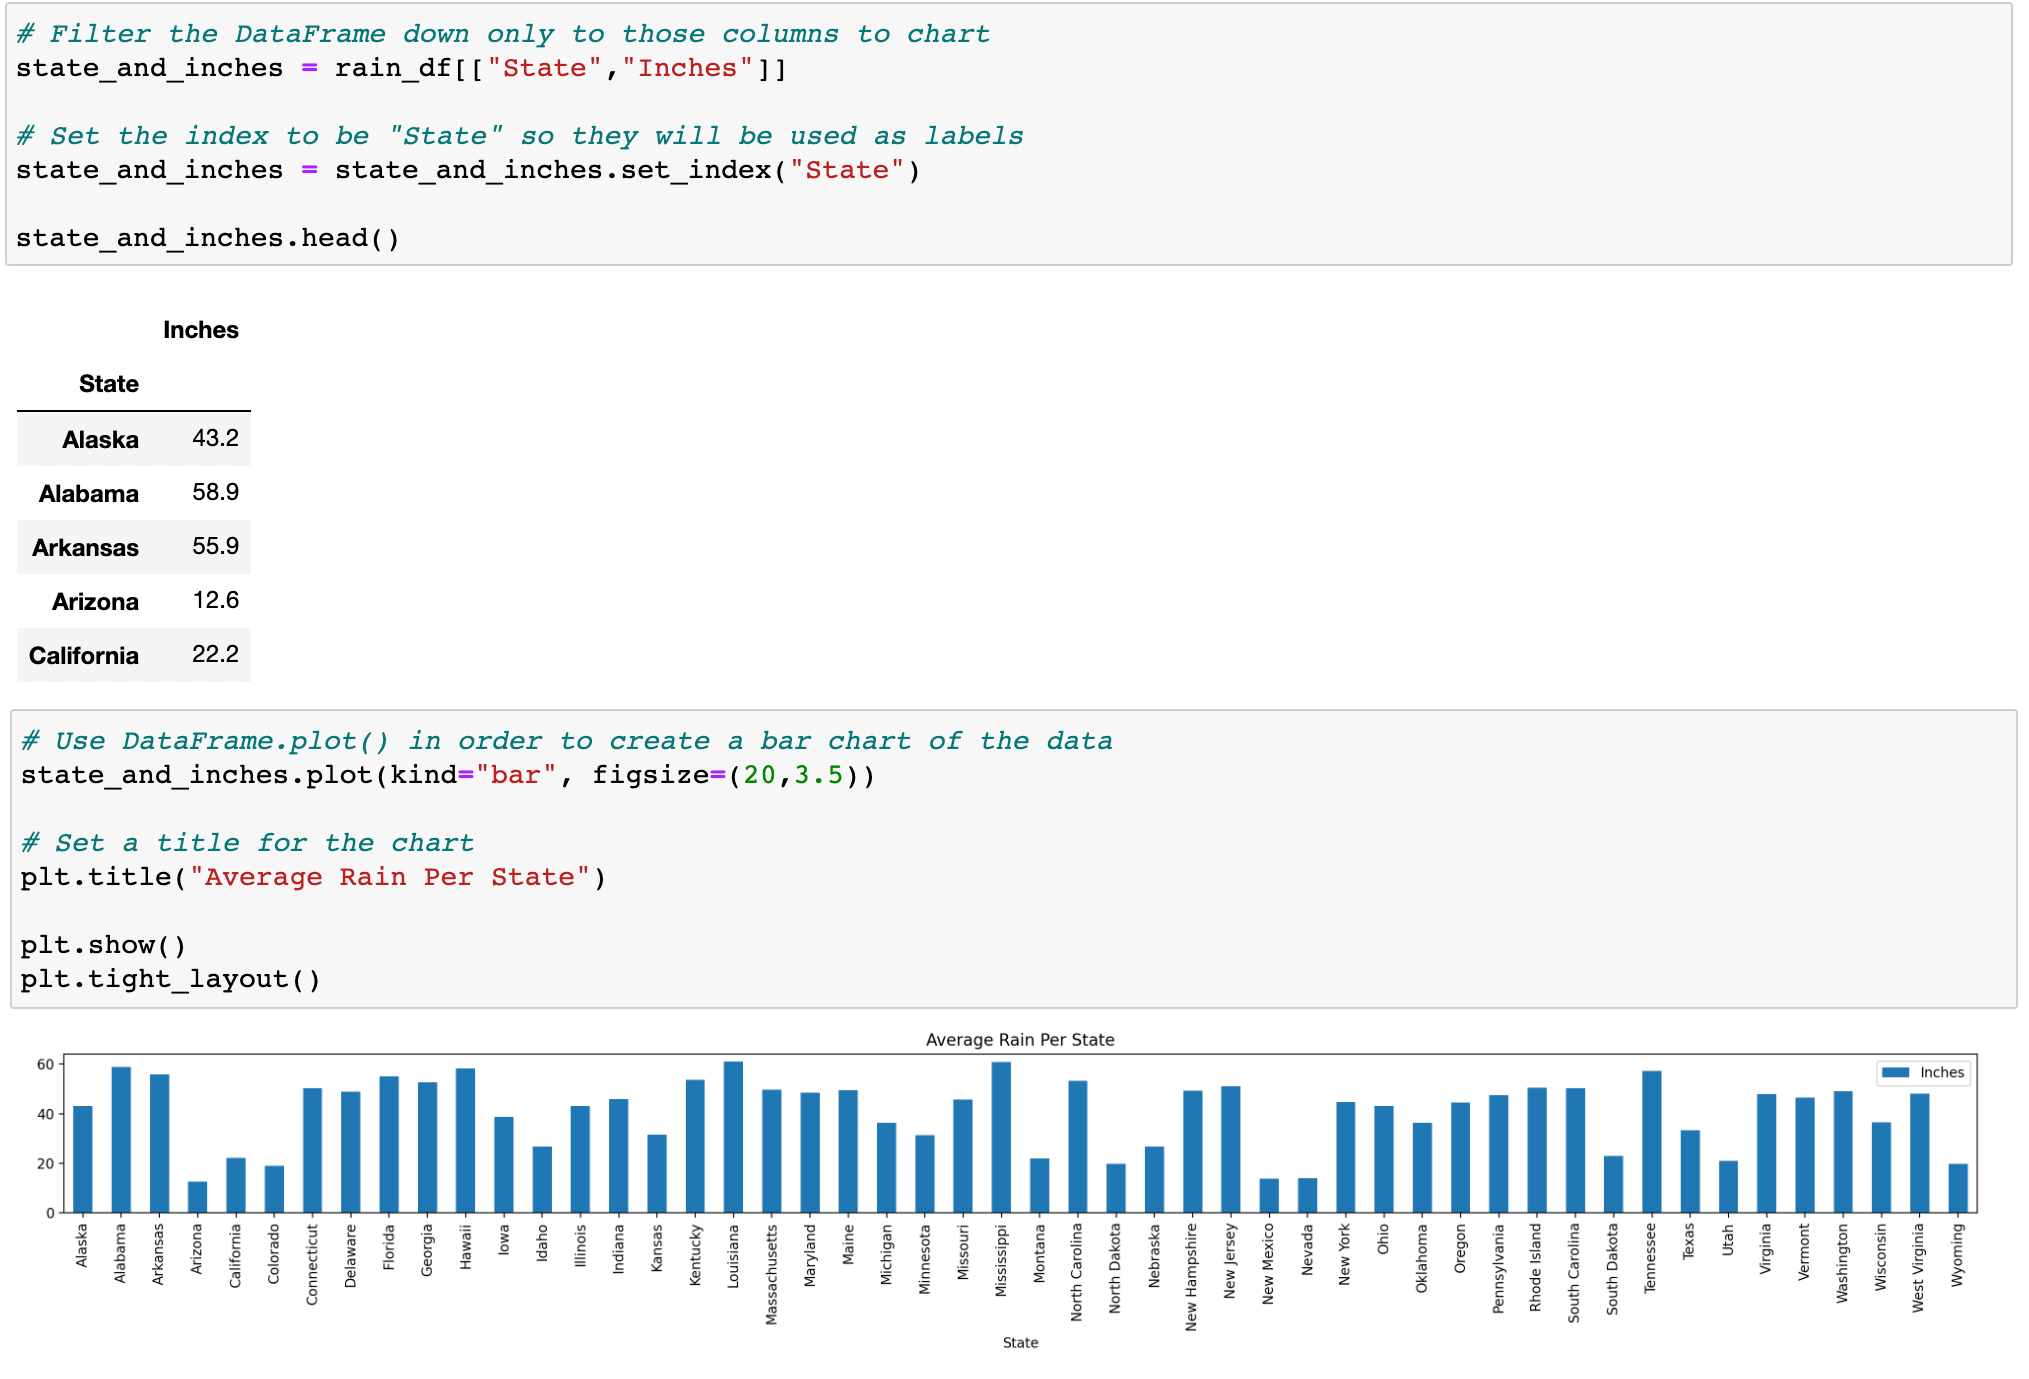 # Filter the DataFrame down only to those columns to chart
state_and_inches = rain_df[["State","Inches"]]
# Set the index to be "State" so they will be used as labels
state_and_inches = state_and_inches.set_index("State")
state_and_inches.head()
Inches
State
Alaska 43.2
Alabama 58.9
Arkansas 55.9
Arizona 12.6
California 22.2
# Use DataFrame.plot() in order to create a bar chart of the data
state_and_inches.plot(kind="bar", figsize=(20,3.5))
# Set a title for the chart
plt.title("Average Rain Per State")
plt.show()
plt.tight_layout()
Average Rain Per State
Inches
60
40
20
0
Alaska
Alabama
Arkansas
Arizona
California
Colorado
Connecticut
Delaware
Florida
Georgia
Hawaii
Iowa
Idaho
Illinois
Indiana
Kansas
Kentucky
Louisiana
Massachusetts
Maryland
Maine
Michigan
Minnesota
Missouri
Mississippi
Montana
North Carolina
North Dakota
Nebraska
New Hampshire
New Jersey
New Mexico
Nevada
New York
Ohio
Oklahoma
Oregon
Pennsylvania
Rhode Island
South Carolina
South Dakota
Tennessee
Texas
Utah
Virginia
Vermont
Washington
Wisconsin
West Virginia
Wyoming
State